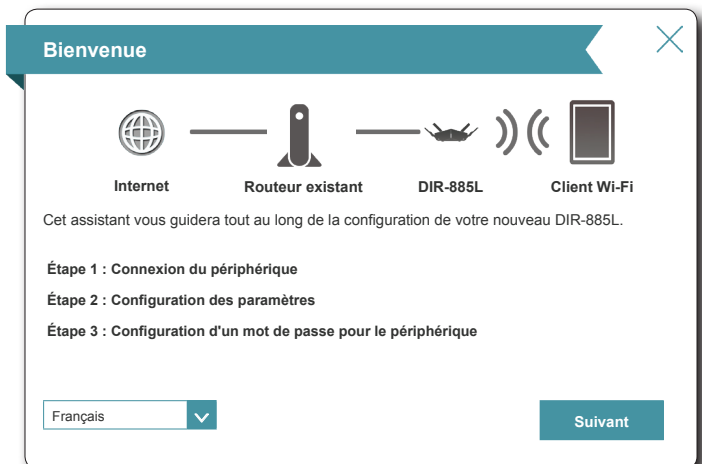 Bienvenue
Internet
Routeur existant
DIR-885L
Client Wi-Fi
Cet assistant vous guidera tout au long de la configuration de votre nouveau DIR-885L.
Étape 1 : Connexion du périphérique
Étape 2 : Configuration des paramètres
Étape 3 : Configuration d'un mot de passe pour le périphérique
Français
Suivant